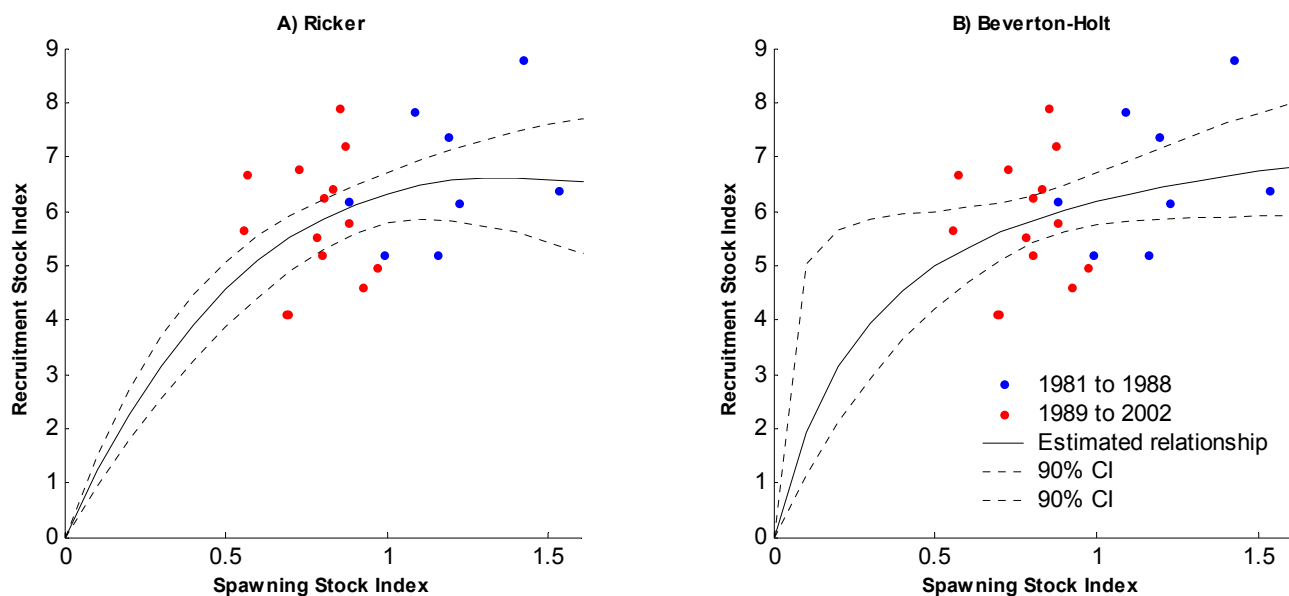 A) Ricker
9
8
7
6
5
4
3
2
1
0
0
0.5
1
1.5
Recruitment Stock Index
Spawning Stock Index
B) Beverton-Holt
9
8
7
6
5
4
3
2
1
0
0
0.5
1
1.5
Recruitment Stock Index
Spawning Stock Index
1981 to 1988
1989 to 2002
Estimated relationship
90% CI
90% CI